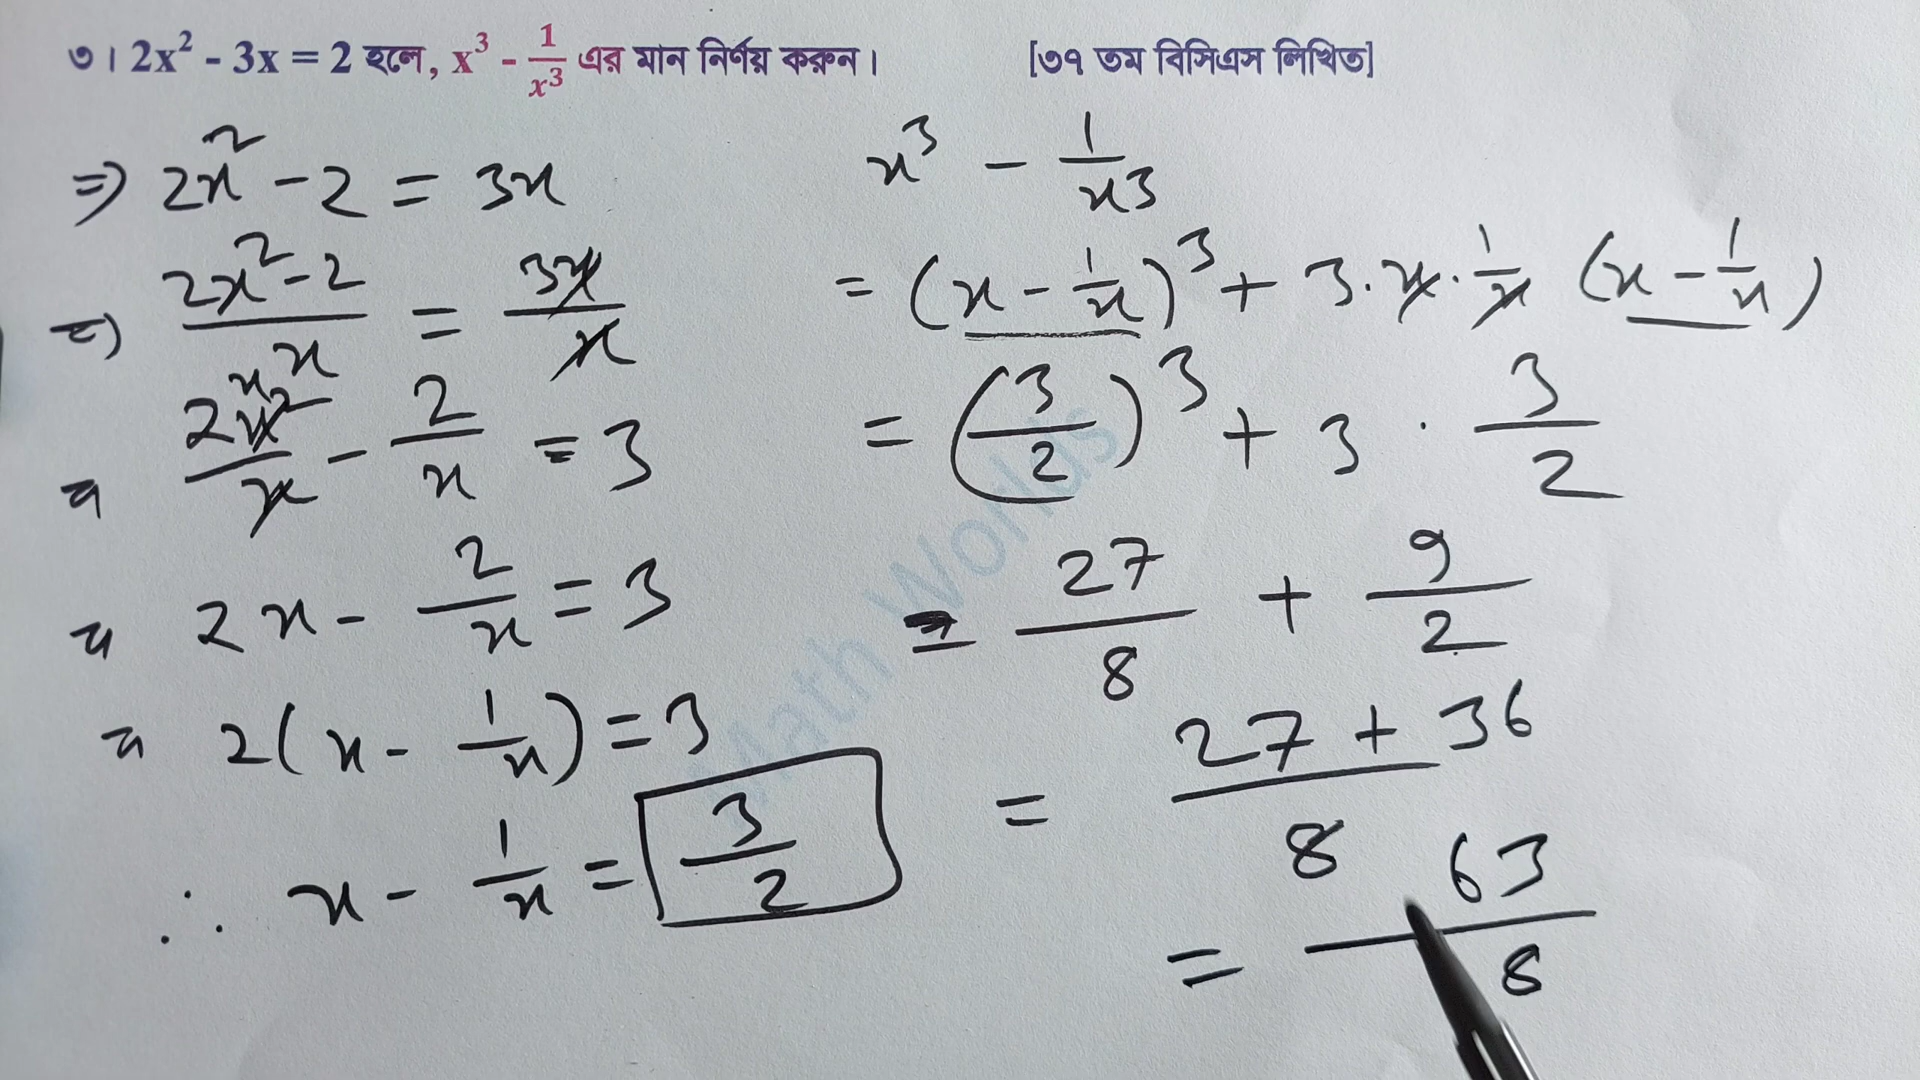 ৩। 2x² - 3x = 2 হলে, x³ - 1/x³ এর মান নির্ণয় করুন। [৩৭ তম বিসিএস লিখিত]
⇒ 2x² - 2 = 3x
⇒ (2x² - 2)/x = 3x/x
বা 2x²/x - 2/x = 3
বা 2x - 2/x = 3
বা 2(x - 1/x) = 3
∴ x - 1/x = 3/2
x³ - 1/x³
= (x - 1/x)³ + 3.x.1/x (x - 1/x)
= (3/2)³ + 3 . 3/2
= 27/8 + 9/2
= (27 + 36)/8
= 63/8
Math Worlds